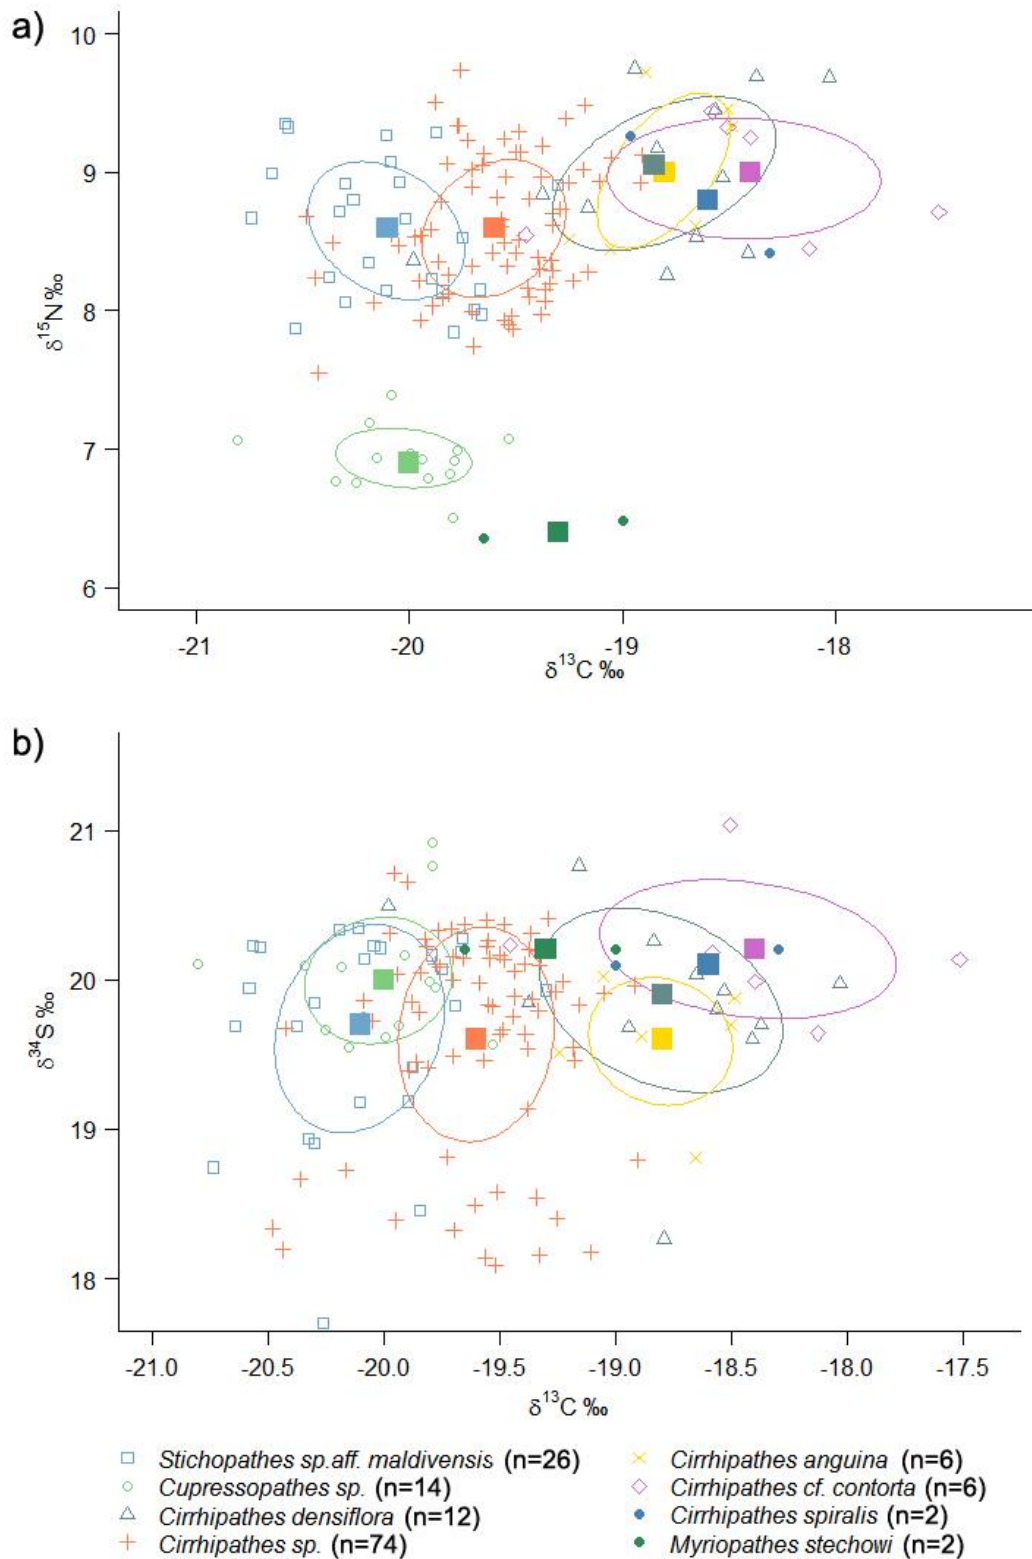 a)
10
9
8
7
6
δ15N ‰
-21 -20 -19 -18
δ13C ‰
b)
21
20
19
18
δ34S ‰
-21.0 -20.5 -20.0 -19.5 -19.0 -18.5 -18.0 -17.5
δ13C ‰
Stichopathes sp.aff. maldivensis (n=26)
Cupressopathes sp. (n=14)
Cirrhipathes densiflora (n=12)
Cirrhipathes sp. (n=74)
Cirrhipathes anguina (n=6)
Cirrhipathes cf. contorta (n=6)
Cirrhipathes spiralis (n=2)
Myriopathes stechowi (n=2)